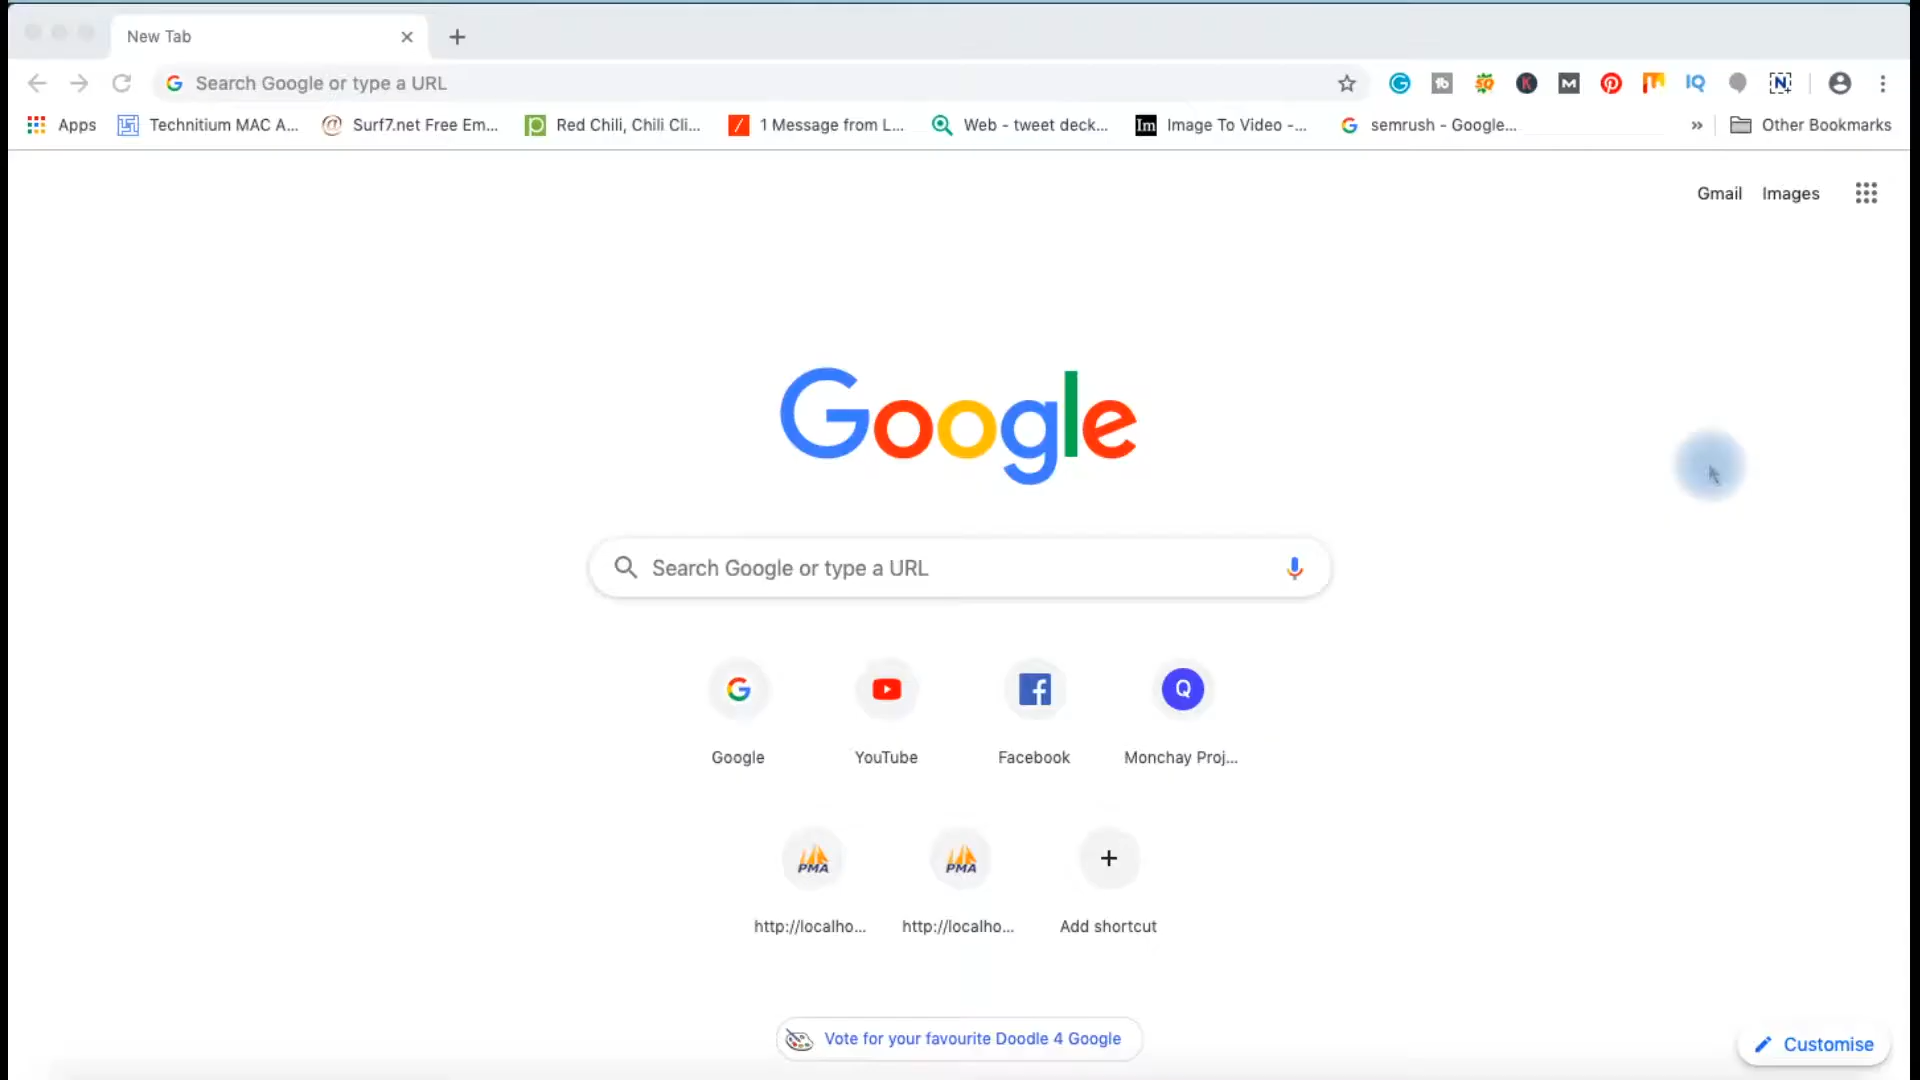 New Tab
Search Google or type a URL
Apps Technitium MAC A... Surf7.net Free Em... Red Chili, Chili Cli... 1 Message from L... Web - tweet deck... Image To Video -... semrush - Google... Other Bookmarks
Gmail Images
Google
Search Google or type a URL
Google YouTube Facebook Monchay Proj...
PMA PMA
http://localho... http://localho... Add shortcut
Vote for your favourite Doodle 4 Google
Customise